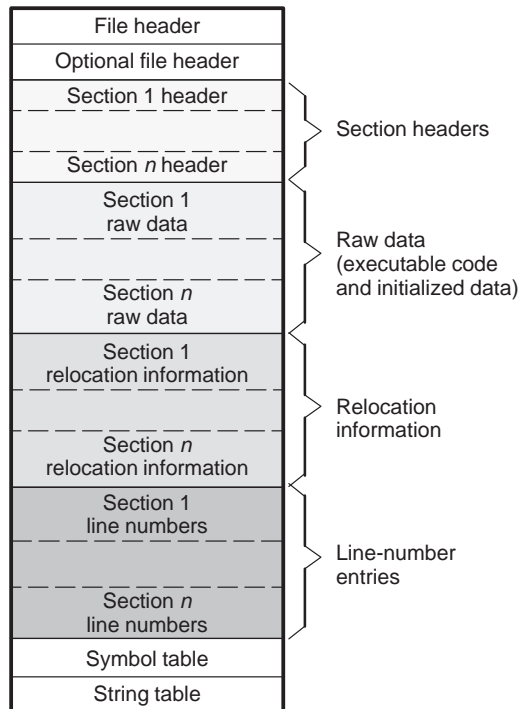 File header
Optional file header
Section 1 header
Section n header
Section headers
Section 1
raw data
Section n
raw data
Raw data
(executable code
and initialized data)
Section 1
relocation information
Section n
relocation information
Relocation
information
Section 1
line numbers
Section n
line numbers
Line-number
entries
Symbol table
String table